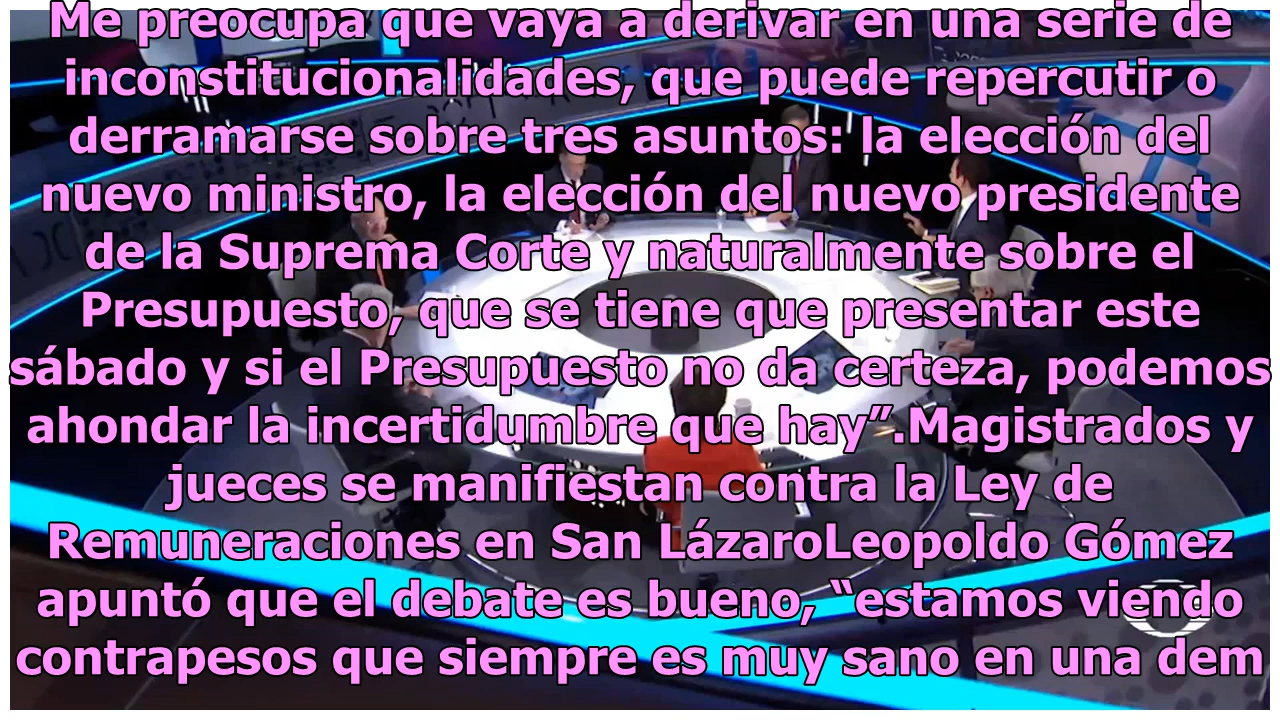 Me preocupa que vaya a derivar en una serie de
inconstitucionalidades, que puede repercutir o
derramarse sobre tres asuntos: la elección del
nuevo ministro, la elección del nuevo presidente
de la Suprema Corte y naturalmente sobre el
Presupuesto, que se tiene que presentar este
sábado y si el Presupuesto no da certeza, podemos
ahondar la incertidumbre que hay”.Magistrados y
jueces se manifiestan contra la Ley de
Remuneraciones en San LázaroLeopoldo Gómez
apuntó que el debate es bueno, “estamos viendo
contrapesos que siempre es muy sano en una dem